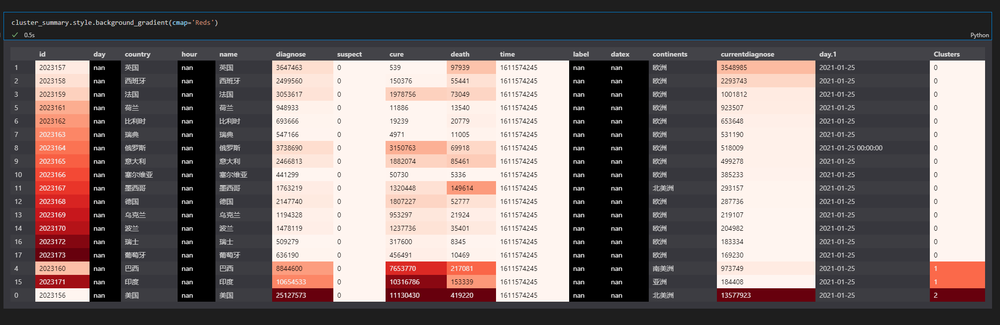 cluster_summary.style.background_gradient(cmap='Reds')
✓ 0.5s Python
id day country hour name diagnose suspect cure death time label datex continents currentdiagnose day.1 Clusters
1 2023157 nan 英国 nan 英国 3647463 0 539 97939 1611574245 nan nan 欧洲 3548985 2021-01-25 0
2 2023158 nan 西班牙 nan 西班牙 2499560 0 150376 55441 1611574245 nan nan 欧洲 2293743 2021-01-25 0
3 2023159 nan 法国 nan 法国 3053617 0 1978756 73049 1611574245 nan nan 欧洲 1001812 2021-01-25 0
5 2023161 nan 荷兰 nan 荷兰 948933 0 11886 13540 1611574245 nan nan 欧洲 923507 2021-01-25 0
6 2023162 nan 比利时 nan 比利时 693666 0 19239 20779 1611574245 nan nan 欧洲 653648 2021-01-25 0
7 2023163 nan 瑞典 nan 瑞典 547166 0 4971 11005 1611574245 nan nan 欧洲 531190 2021-01-25 0
8 2023164 nan 俄罗斯 nan 俄罗斯 3738690 0 3150763 69918 1611574245 nan nan 欧洲 518009 2021-01-25 00:00:00 0
9 2023165 nan 意大利 nan 意大利 2466813 0 1882074 85461 1611574245 nan nan 欧洲 499278 2021-01-25 0
10 2023166 nan 塞尔维亚 nan 塞尔维亚 441299 0 50730 5336 1611574245 nan nan 欧洲 385233 2021-01-25 0
11 2023167 nan 墨西哥 nan 墨西哥 1763219 0 1320448 149614 1611574245 nan nan 北美洲 293157 2021-01-25 0
12 2023168 nan 德国 nan 德国 2147740 0 1807227 52777 1611574245 nan nan 欧洲 287736 2021-01-25 0
13 2023169 nan 乌克兰 nan 乌克兰 1194328 0 953297 21924 1611574245 nan nan 欧洲 219107 2021-01-25 0
14 2023170 nan 波兰 nan 波兰 1478119 0 1237736 35401 1611574245 nan nan 欧洲 204982 2021-01-25 0
16 2023172 nan 瑞士 nan 瑞士 509279 0 317600 8345 1611574245 nan nan 欧洲 183334 2021-01-25 0
17 2023173 nan 葡萄牙 nan 葡萄牙 636190 0 456491 10469 1611574245 nan nan 欧洲 169230 2021-01-25 0
4 2023160 nan 巴西 nan 巴西 8844600 0 7653770 217081 1611574245 nan nan 南美洲 973749 2021-01-25 1
15 2023171 nan 印度 nan 印度 10654533 0 10316786 153339 1611574245 nan nan 亚洲 184408 2021-01-25 1
0 2023156 nan 美国 nan 美国 25127573 0 11130430 419220 1611574245 nan nan 北美洲 13577923 2021-01-25 2